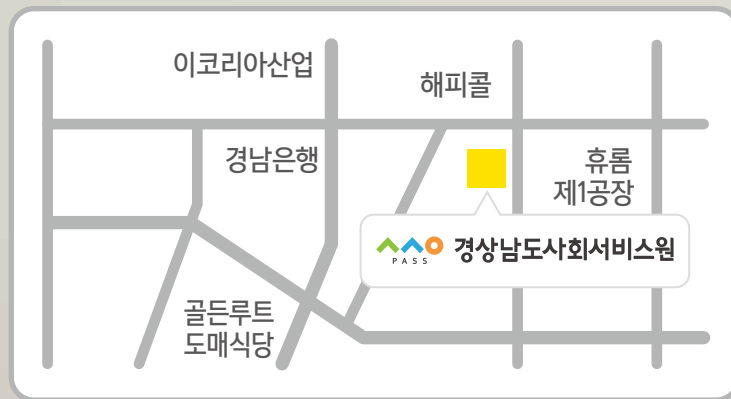 이코리아산업
해피콜
경남은행
휴롬
제1공장
PASS
경상남도사회서비스원
골든루트
도매식당